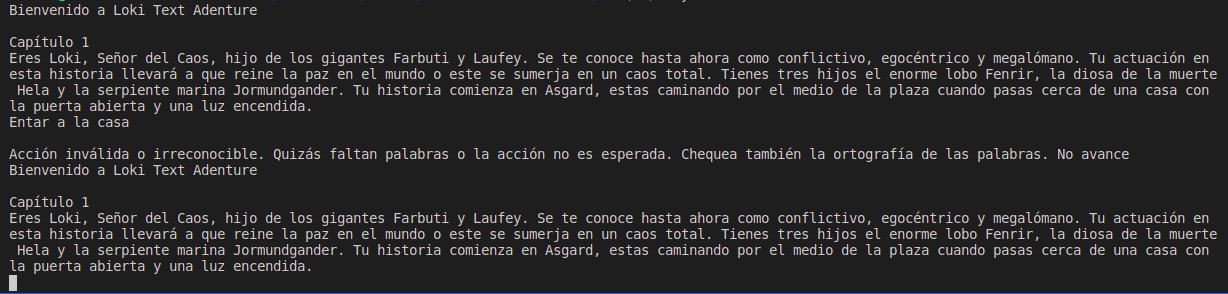 Bienvenido a Loki Text Adenture
Capítulo 1
Eres Loki, Señor del Caos, hijo de los gigantes Farbuti y Laufey. Se te conoce hasta ahora como conflictivo, egocéntrico y megalómano. Tu actuación en
esta historia llevará a que reine la paz en el mundo o este se sumerja en un caos total. Tienes tres hijos el enorme lobo Fenrir, la diosa de la muerte
Hela y la serpiente marina Jormundgander. Tu historia comienza en Asgard, estas caminando por el medio de la plaza cuando pasas cerca de una casa con
la puerta abierta y una luz encendida.
Entar a la casa
Acción inválida o irreconocible. Quizás faltan palabras o la acción no es esperada. Chequea también la ortografía de las palabras. No avance
Bienvenido a Loki Text Adenture
Capítulo 1
Eres Loki, Señor del Caos, hijo de los gigantes Farbuti y Laufey. Se te conoce hasta ahora como conflictivo, egocéntrico y megalómano. Tu actuación en
esta historia llevará a que reine la paz en el mundo o este se sumerja en un caos total. Tienes tres hijos el enorme lobo Fenrir, la diosa de la muerte
Hela y la serpiente marina Jormundgander. Tu historia comienza en Asgard, estas caminando por el medio de la plaza cuando pasas cerca de una casa con
la puerta abierta y una luz encendida.